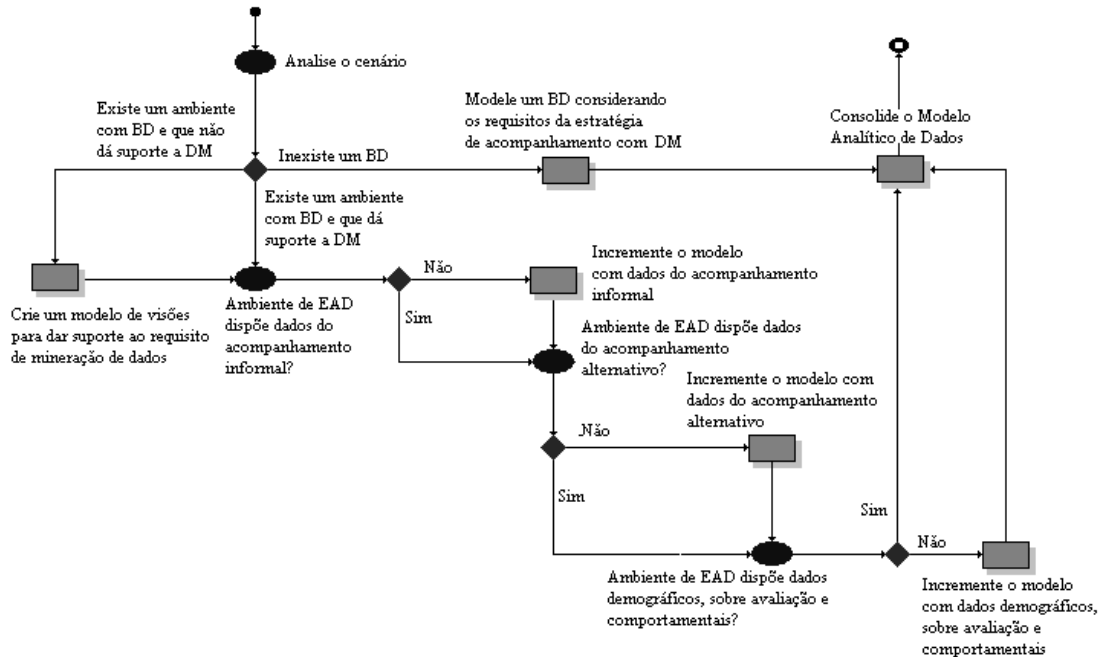 Analise o cenário
Existe um ambiente
com BD e que não
dá suporte a DM
Inexiste um BD
Modele um BD considerando
os requisitos da estratégia
de acompanhamento com DM
Consolide o Modelo
Analítico de Dados
Existe um ambiente
com BD e que dá
suporte a DM
Crie um modelo de visões
para dar suporte ao requisito
de mineração de dados
Ambiente de EAD
dispõe dados do
acompanhamento
informal?
Não
Sim
Incremente o modelo
com dados do acompanhamento
informal
Ambiente de EAD dispõe dados
do acompanhamento
alternativo?
Incremente o modelo com
dados do acompanhamento
alternativo
.Não
Sim
Ambiente de EAD dispõe dados
demográficos, sobre avaliação e
comportamentais?
Sim
Não
Incremente o modelo
com dados demográficos,
sobre avaliação e
comportamentais